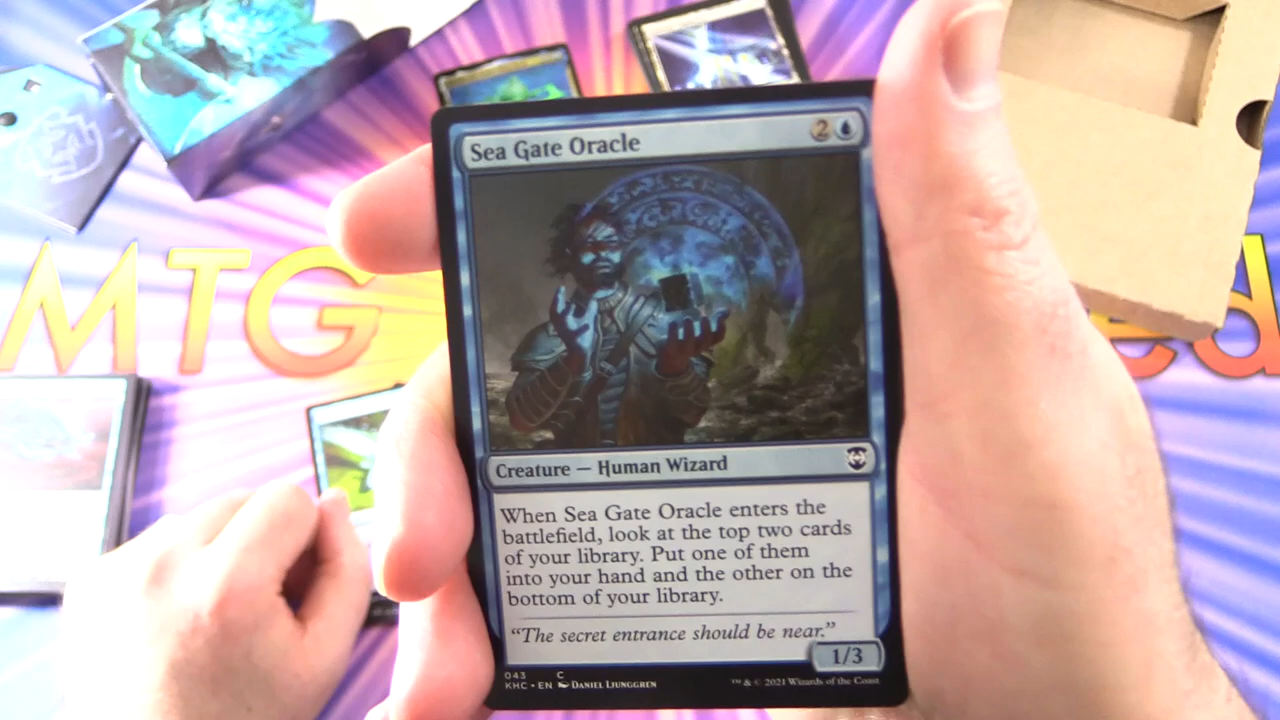 MTG
ed
Sea Gate Oracle 2
Creature — Human Wizard
When Sea Gate Oracle enters the
battlefield, look at the top two cards
of your library. Put one of them
into your hand and the other on the
bottom of your library.
“The secret entrance should be near.”
1/3
043 C
KHC • EN Daniel Ljunggren
™ & © 2021 Wizards of the Coast